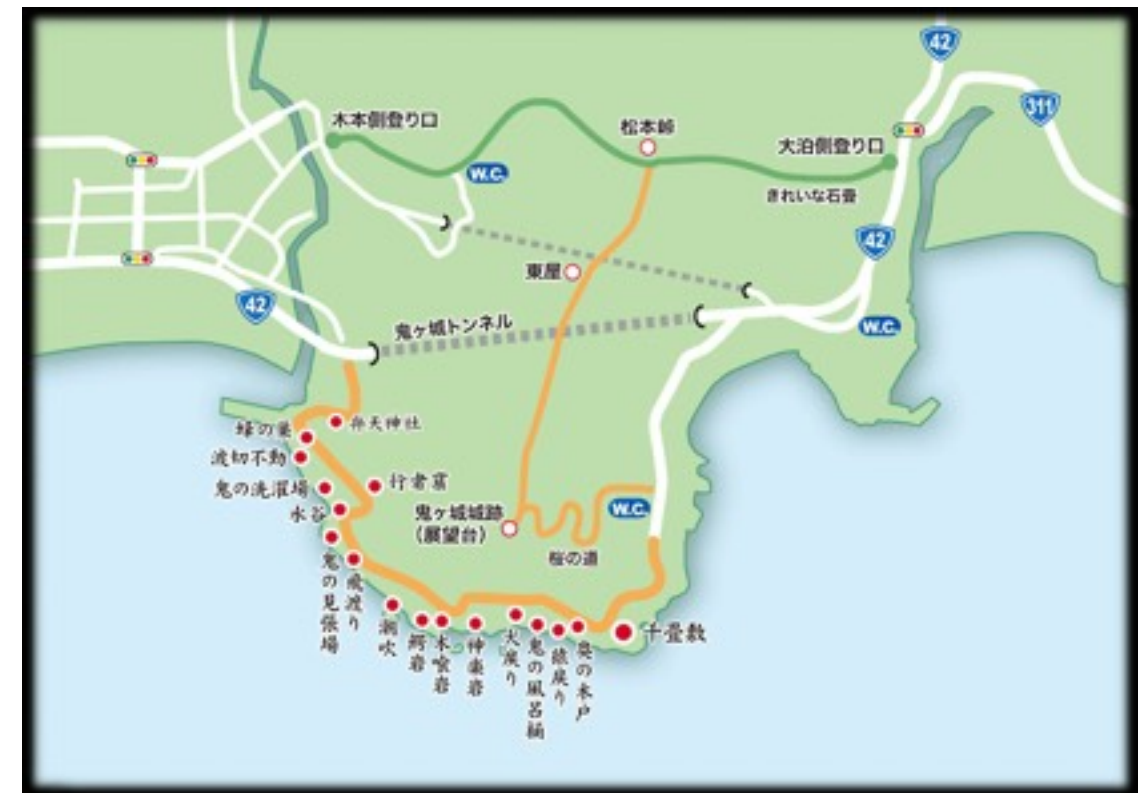 42
311
木本側登り口
松本峠
大泊側登り口
W.C.
きれいな石畳
42
東屋
42
鬼ヶ城トンネル
W.C.
弁天神社
蜂の巣
波切不動
行者窟
鬼の洗濯場
水谷
W.C.
鬼ヶ城城跡
(展望台)
桜の道
鬼の見張場
飛渡り
潮吹
鰐岩
木喰岩
神楽岩
犬戻り
鬼の風呂桶
猿戻り
奥の木戸
千畳敷